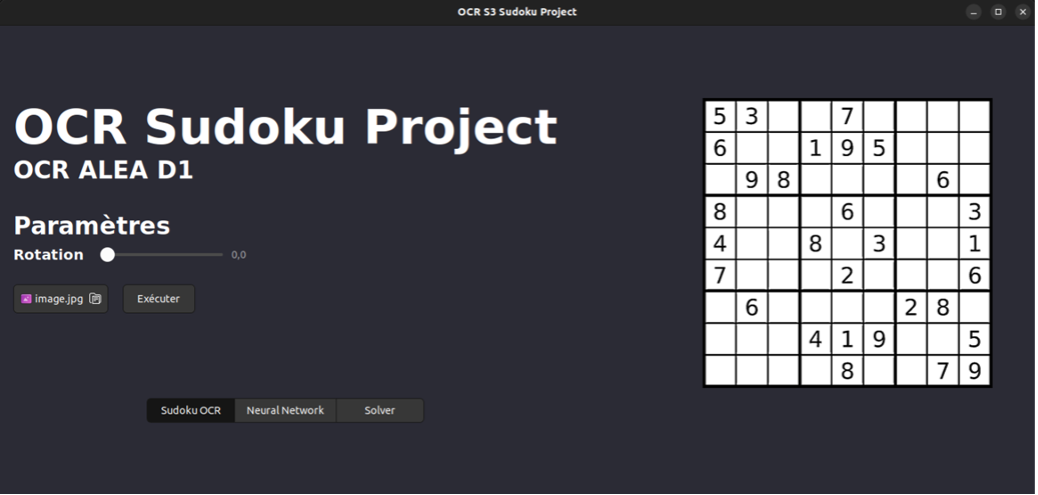 OCR S3 Sudoku Project
OCR Sudoku Project
OCR ALEA D1
Paramètres
Rotation 0,0
image.jpg Exécuter
Sudoku OCR Neural Network Solver
5 3 7
6 1 9 5
9 8 6
8 6 3
4 8 3 1
7 2 6
6 2 8
4 1 9 5
8 7 9